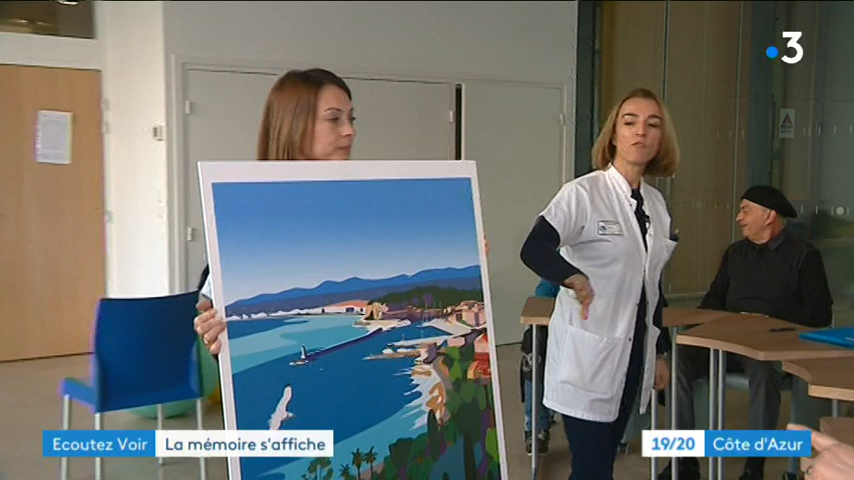 3
Ecoutez Voir
La mémoire s'affiche
19/20
Côte d'Azur